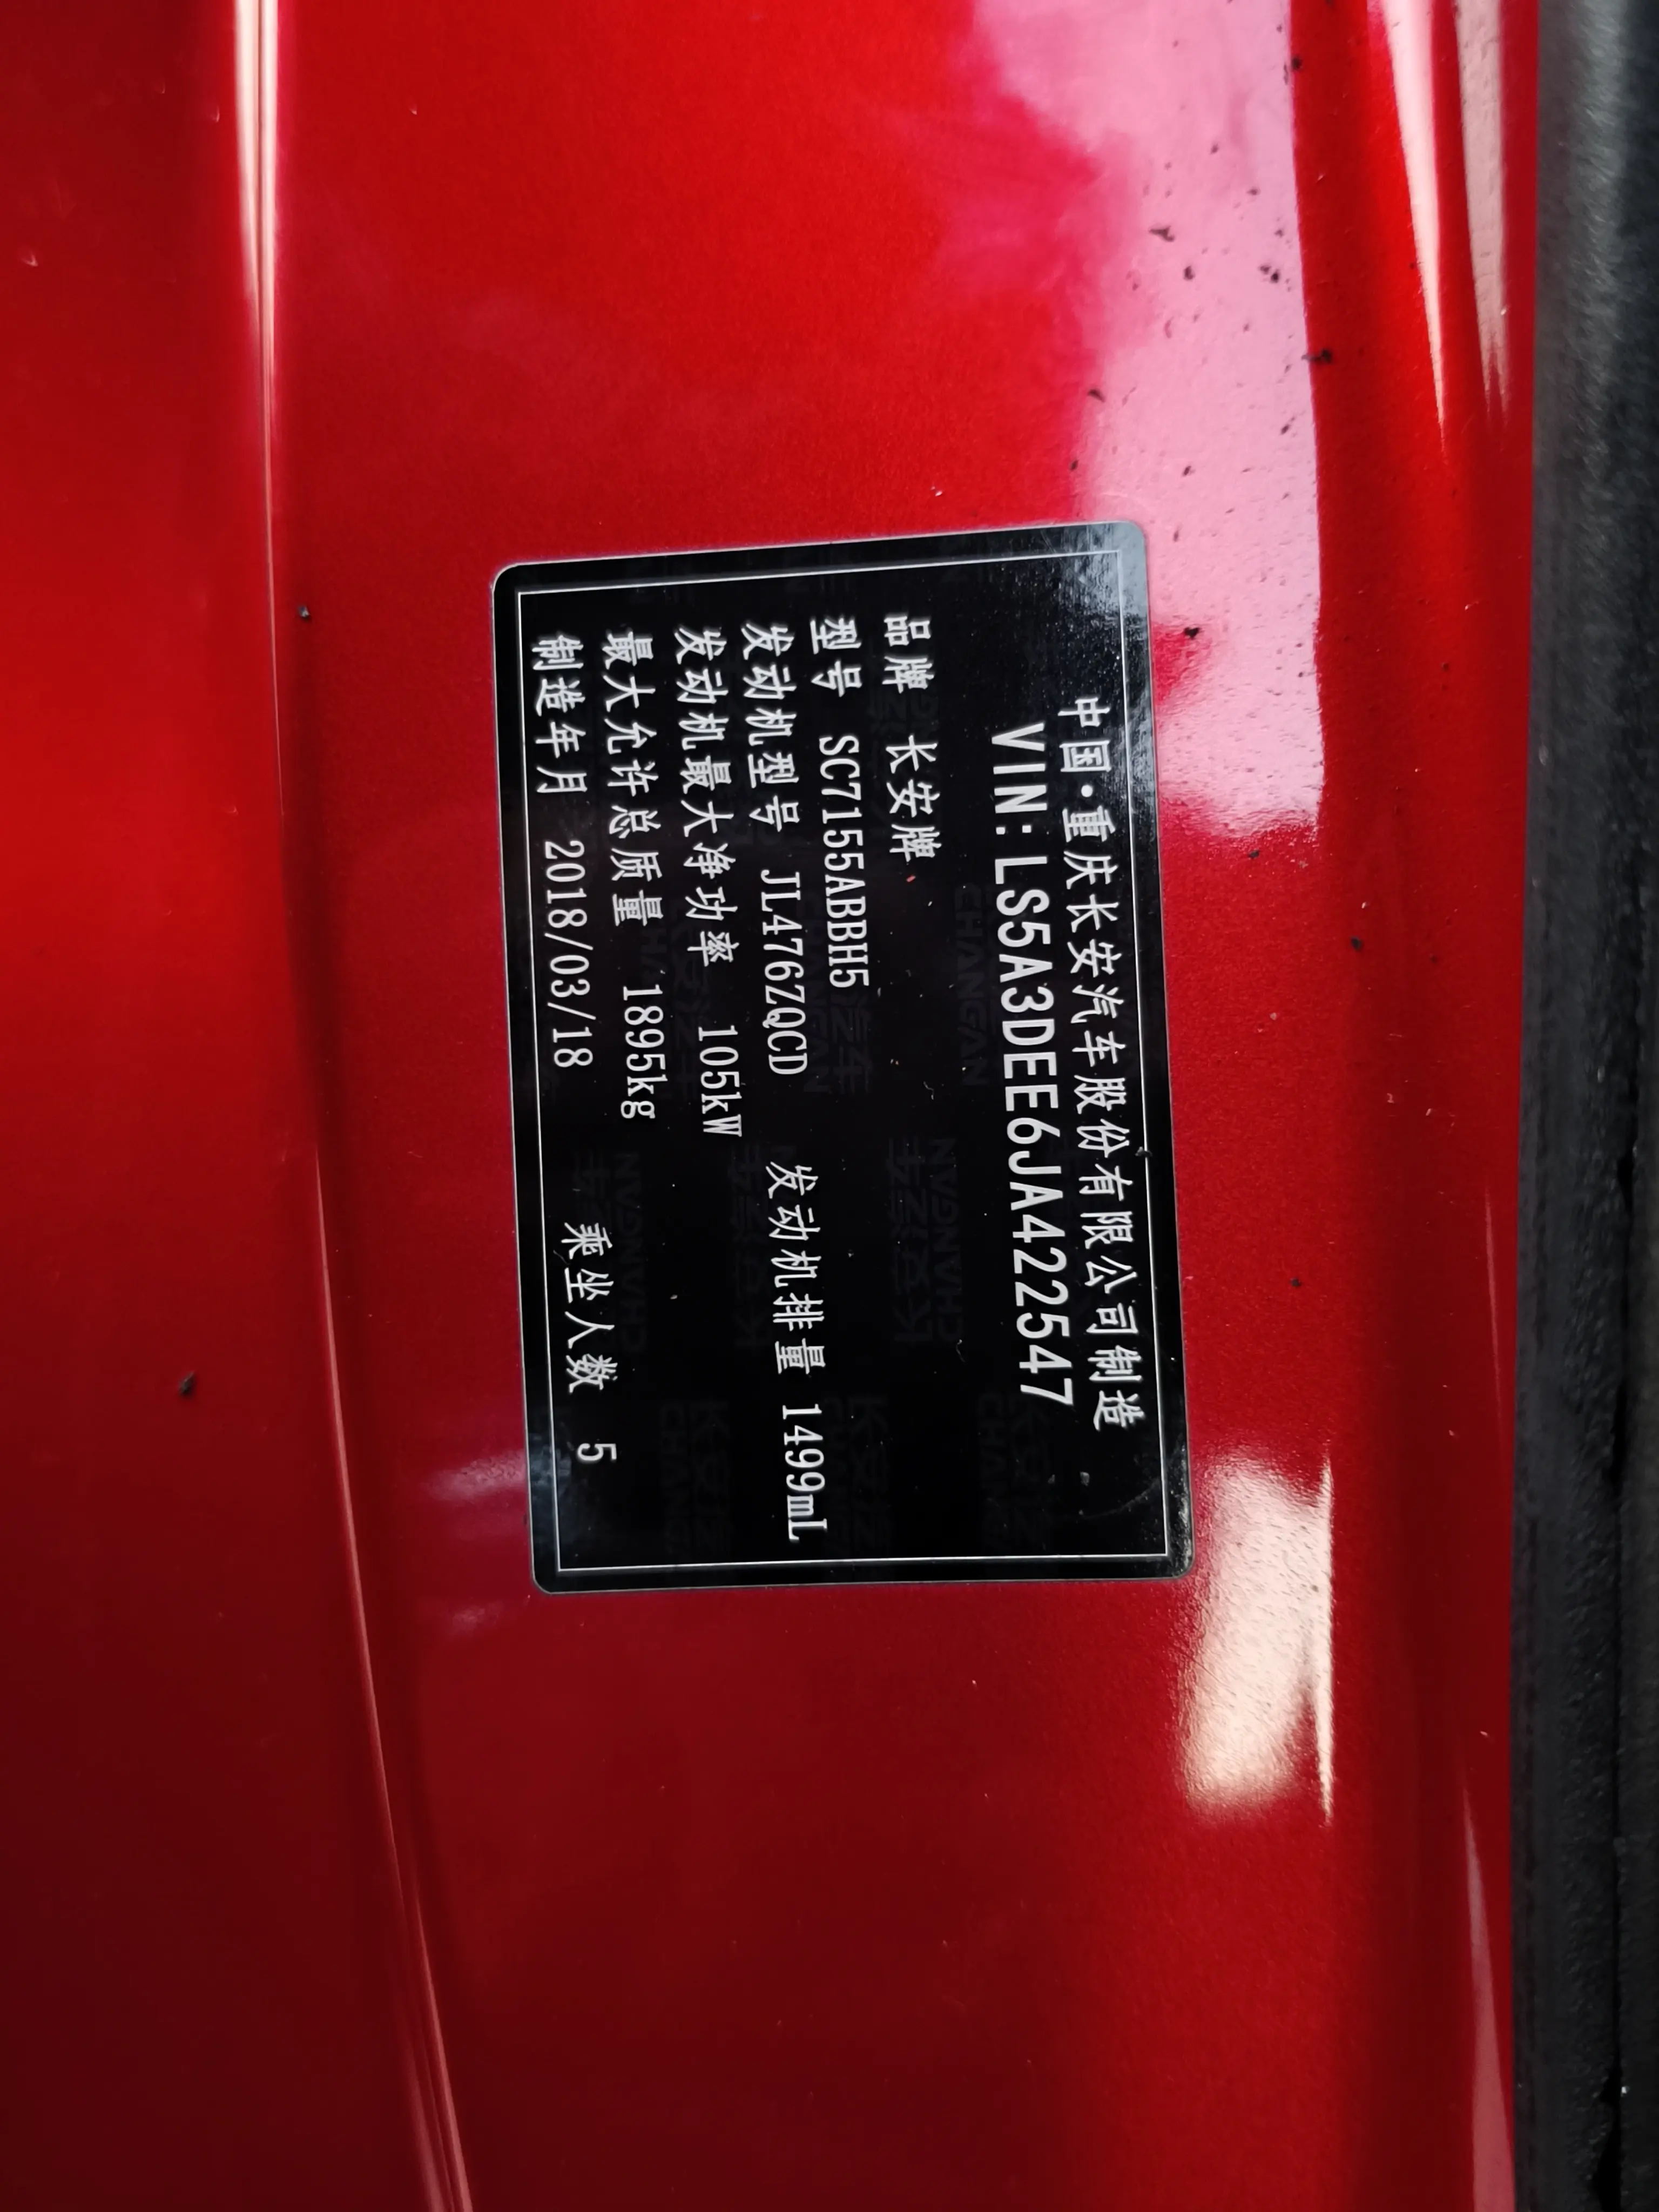 中国·重庆长安汽车股份有限公司制造
VIN:LS5A3DEE6JA422547
品牌 长安牌
型号 SC7155ABBH5
发动机型号 JL476ZQCD 发动机排量 1499mL
发动机最大净功率 105kW
最大允许总质量 1895kg
制造年月 2018/03/18 乘坐人数 5